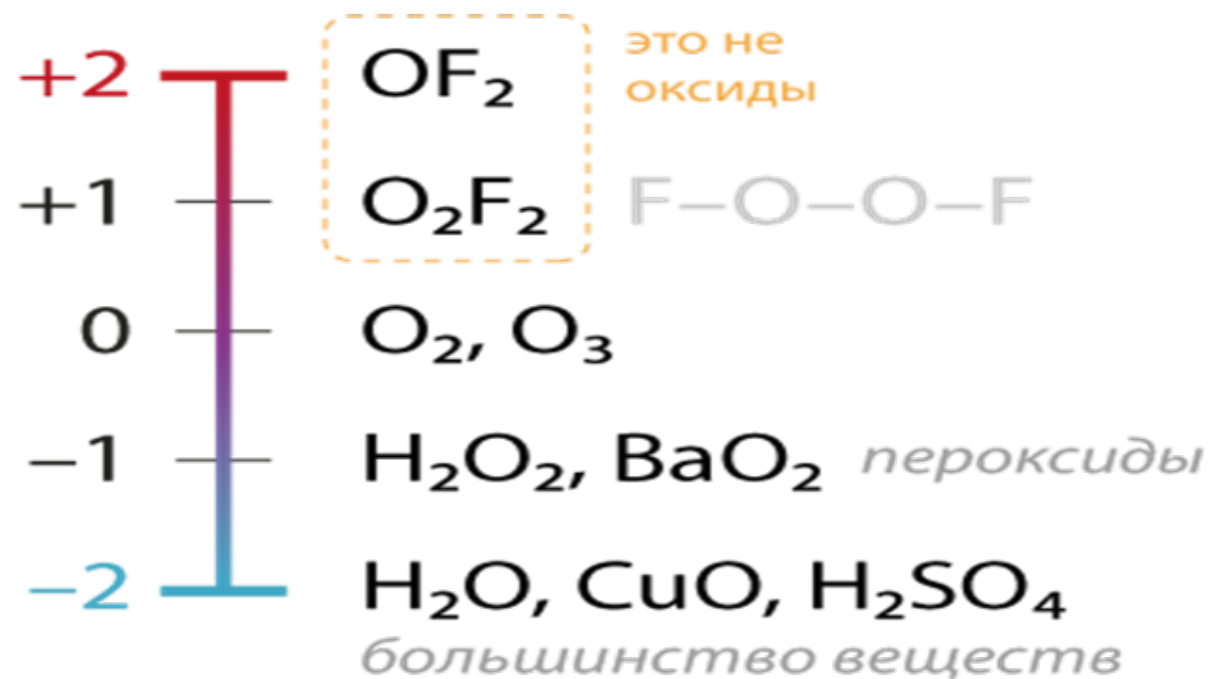 +2 OF₂ это не
оксиды
+1 O₂F₂ F–O–O–F
0 O₂, O₃
–1 H₂O₂, BaO₂ пероксиды
–2 H₂O, CuO, H₂SO₄
большинство веществ